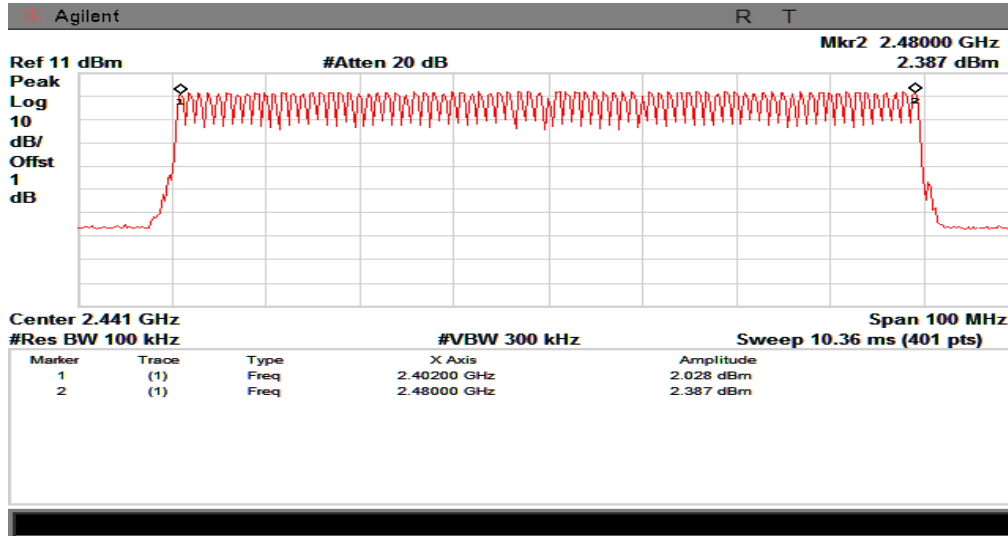 Agilent R T
Mkr2 2.48000 GHz
Ref 11 dBm #Atten 20 dB 2.387 dBm
Peak
Log
10
dB/
Offst
1
dB
1 2
Center 2.441 GHz Span 100 MHz
#Res BW 100 kHz #VBW 300 kHz Sweep 10.36 ms (401 pts)
Marker Trace Type X Axis Amplitude
1 (1) Freq 2.40200 GHz 2.028 dBm
2 (1) Freq 2.48000 GHz 2.387 dBm